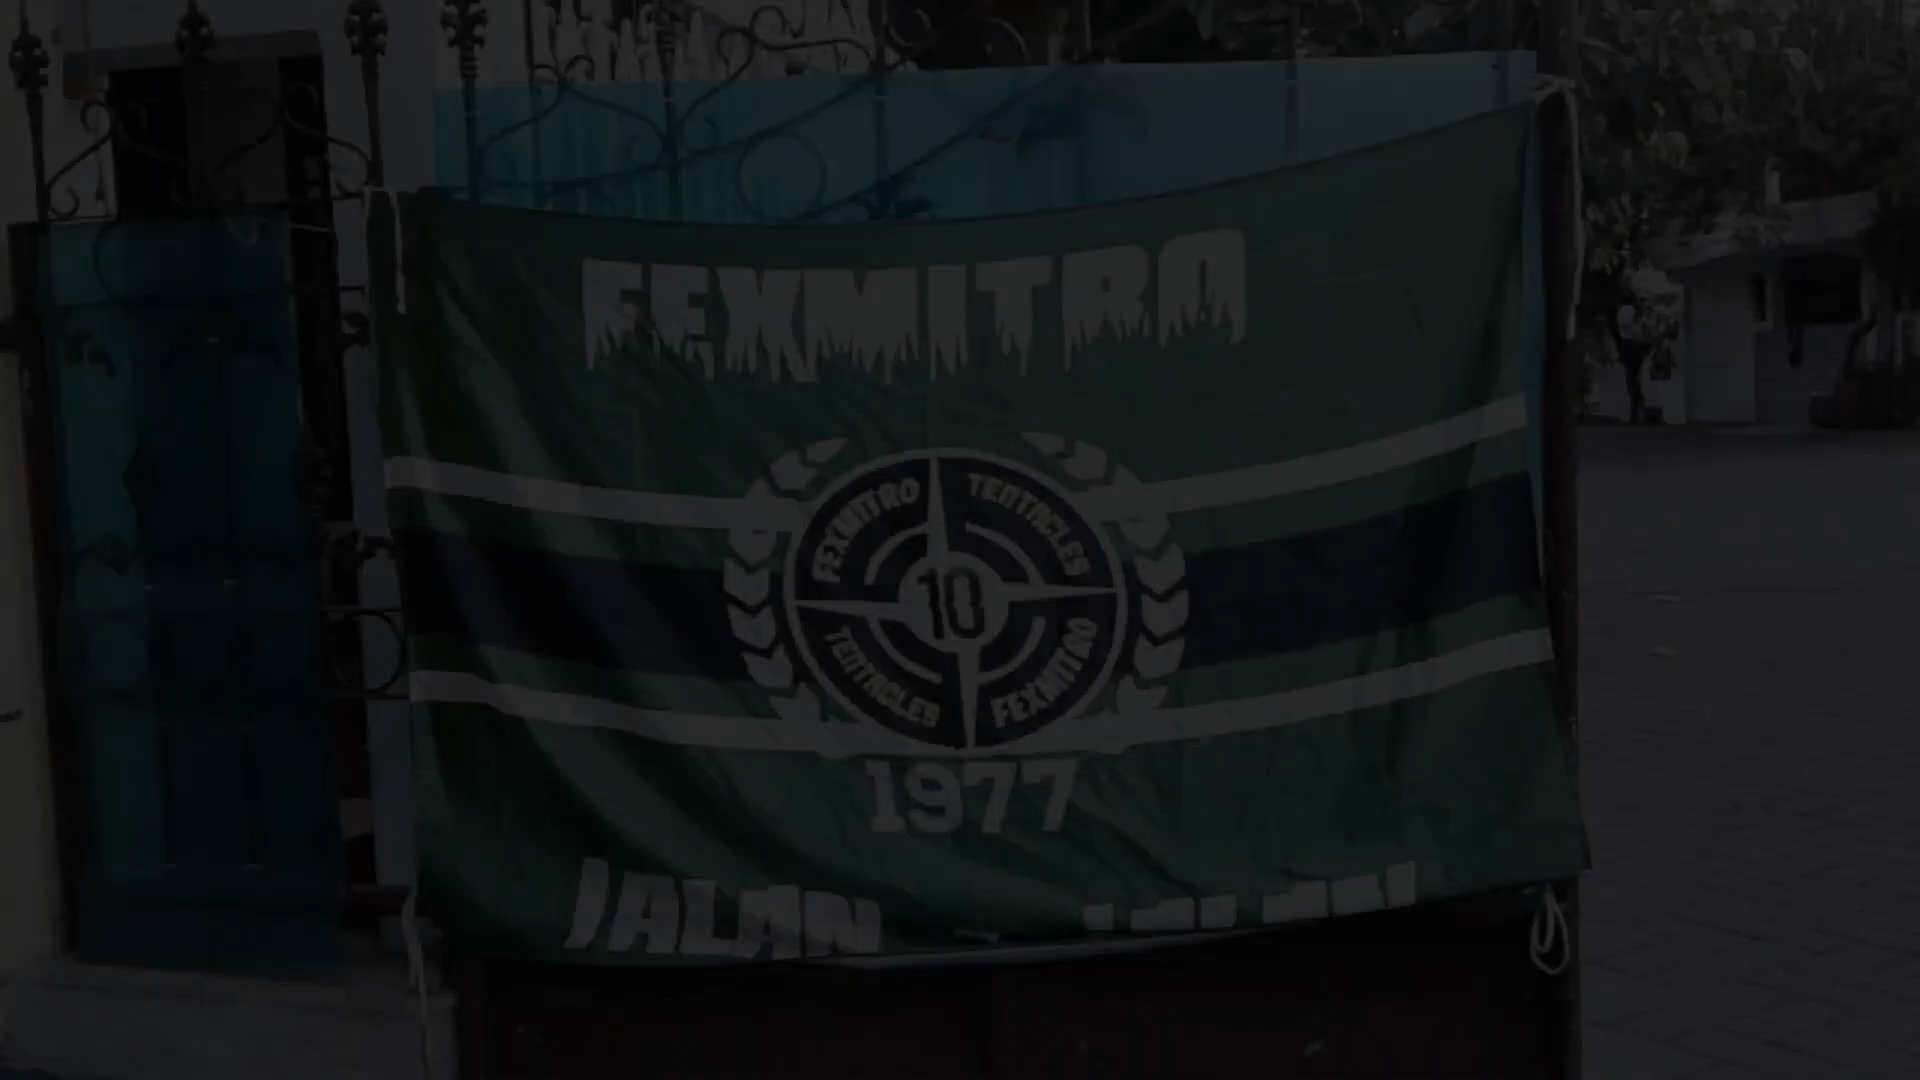 FEXMITRO
FEXMITRO TENTACLES
10
TENTACLES FEXMITRO
1977
JALAN